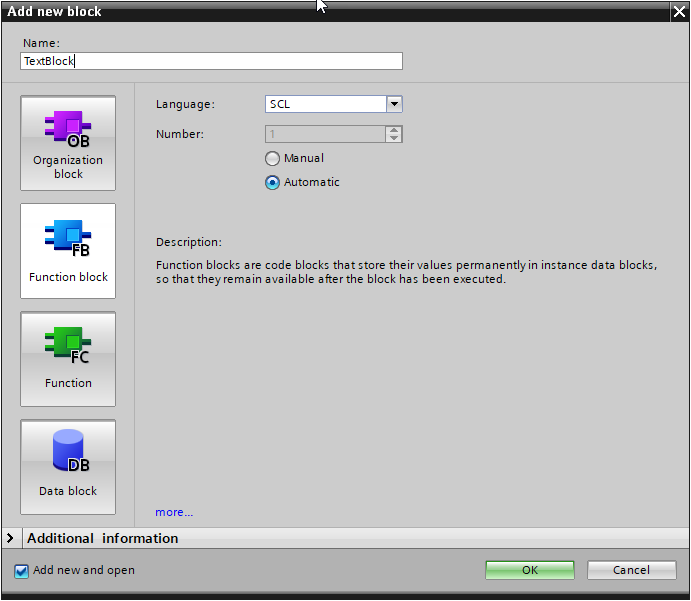 Add new block
Name:
TextBlock
OB
Organization
block
FB
Function block
FC
Function
DB
Data block
Language:
SCL
Number:
1
Manual
Automatic
Description:
Function blocks are code blocks that store their values permanently in instance data blocks,
so that they remain available after the block has been executed.
more...
Additional information
Add new and open
OK
Cancel